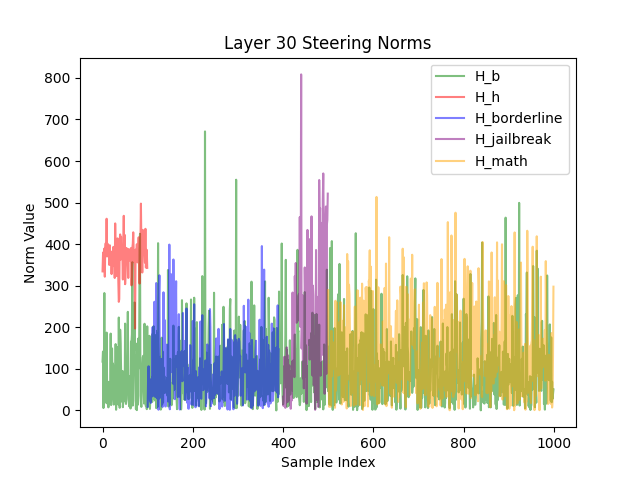 Layer 30 Steering Norms
H_b
H_h
H_borderline
H_jailbreak
H_math
Norm Value
800
700
600
500
400
300
200
100
0
0 200 400 600 800 1000
Sample Index